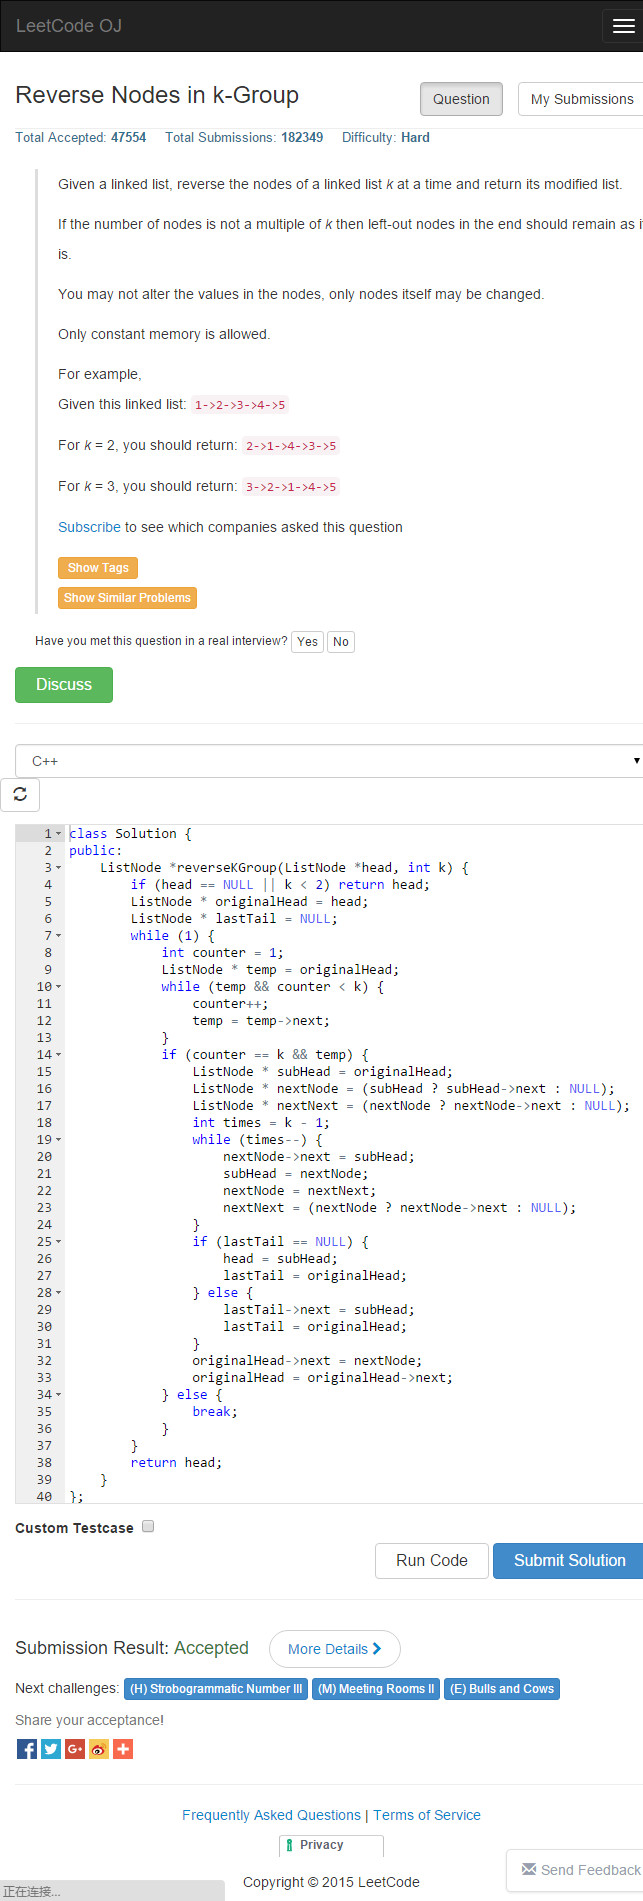 LeetCode OJ
Reverse Nodes in k-Group
Question
My Submissions
Total Accepted: 47554 Total Submissions: 182349 Difficulty: Hard
Given a linked list, reverse the nodes of a linked list k at a time and return its modified list.
If the number of nodes is not a multiple of k then left-out nodes in the end should remain as i
is.
You may not alter the values in the nodes, only nodes itself may be changed.
Only constant memory is allowed.
For example,
Given this linked list: 1->2->3->4->5
For k = 2, you should return: 2->1->4->3->5
For k = 3, you should return: 3->2->1->4->5
Subscribe to see which companies asked this question
Show Tags
Show Similar Problems
Have you met this question in a real interview? Yes No
Discuss
C++
1 class Solution {
2 public:
3     ListNode *reverseKGroup(ListNode *head, int k) {
4         if (head == NULL || k < 2) return head;
5         ListNode * originalHead = head;
6         ListNode * lastTail = NULL;
7         while (1) {
8             int counter = 1;
9             ListNode * temp = originalHead;
10             while (temp && counter < k) {
11                 counter++;
12                 temp = temp->next;
13             }
14             if (counter == k && temp) {
15                 ListNode * subHead = originalHead;
16                 ListNode * nextNode = (subHead ? subHead->next : NULL);
17                 ListNode * nextNext = (nextNode ? nextNode->next : NULL);
18                 int times = k - 1;
19                 while (times--) {
20                     nextNode->next = subHead;
21                     subHead = nextNode;
22                     nextNode = nextNext;
23                     nextNext = (nextNode ? nextNode->next : NULL);
24                 }
25                 if (lastTail == NULL) {
26                     head = subHead;
27                     lastTail = originalHead;
28                 } else {
29                     lastTail->next = subHead;
30                     lastTail = originalHead;
31                 }
32                 originalHead->next = nextNode;
33                 originalHead = originalHead->next;
34             } else {
35                 break;
36             }
37         }
38         return head;
39     }
40 };
Custom Testcase
Run Code
Submit Solution
Submission Result: Accepted
More Details
Next challenges: (H) Strobogrammatic Number III (M) Meeting Rooms II (E) Bulls and Cows
Share your acceptance!
Frequently Asked Questions | Terms of Service
Privacy
Send Feedback
Copyright © 2015 LeetCode
正在连接...